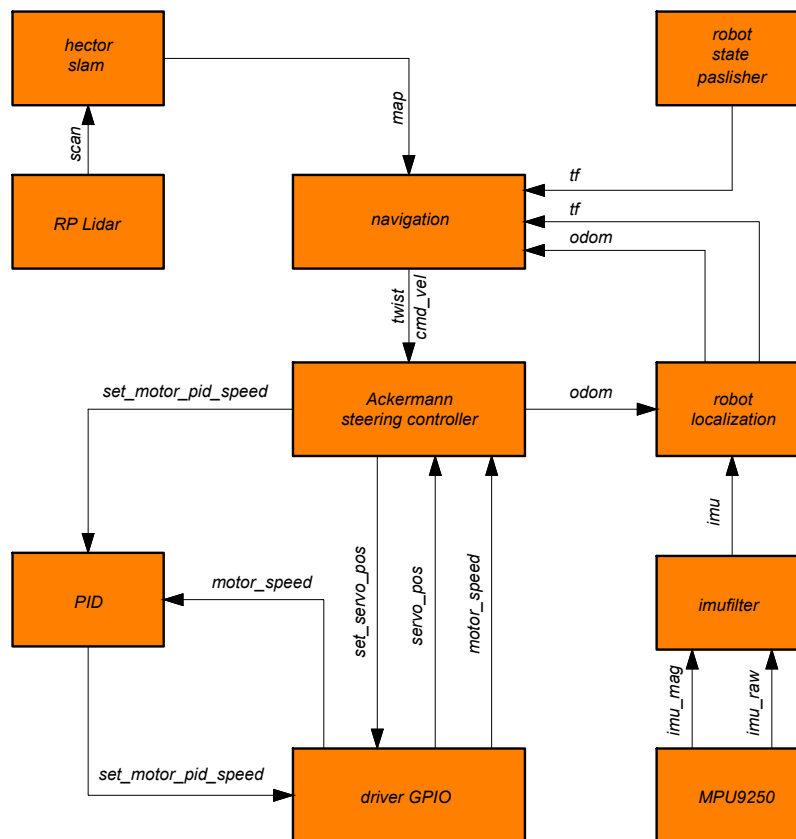 hector
slam
robot
state
paslisher
scan
map
RP Lidar
navigation
tf
tf
odom
twist
cmd_vel
set_motor_pid_speed
Ackermann
steering controller
odom
robot
localization
imu
PID
motor_speed
set_servo_pos
servo_pos
motor_speed
imufilter
imu_mag
imu_raw
set_motor_pid_speed
driver GPIO
MPU9250